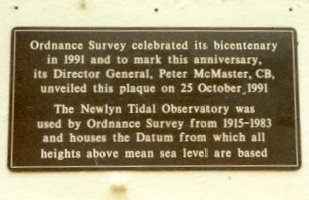 Ordnance Survey celebrated its bicentenary
in 1991 and to mark this anniversary,
its Director General, Peter McMaster, CB,
unveiled this plaque on 25 October 1991
The Newlyn Tidal Observatory was
used by Ordnance Survey from 1915-1983
and houses the Datum from which all
heights above mean sea level are based